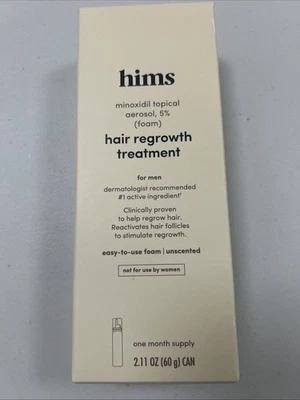 hims
minoxidil topical
aerosol, 5%
(foam)
hair regrowth
treatment
for men
dermatologist recommended
#1 active ingredient†
Clinically proven
to help regrow hair.
Reactivates hair follicles
to stimulate regrowth.
easy-to-use foam | unscented
not for use by women
one month supply
2.11 OZ (60 g) CAN